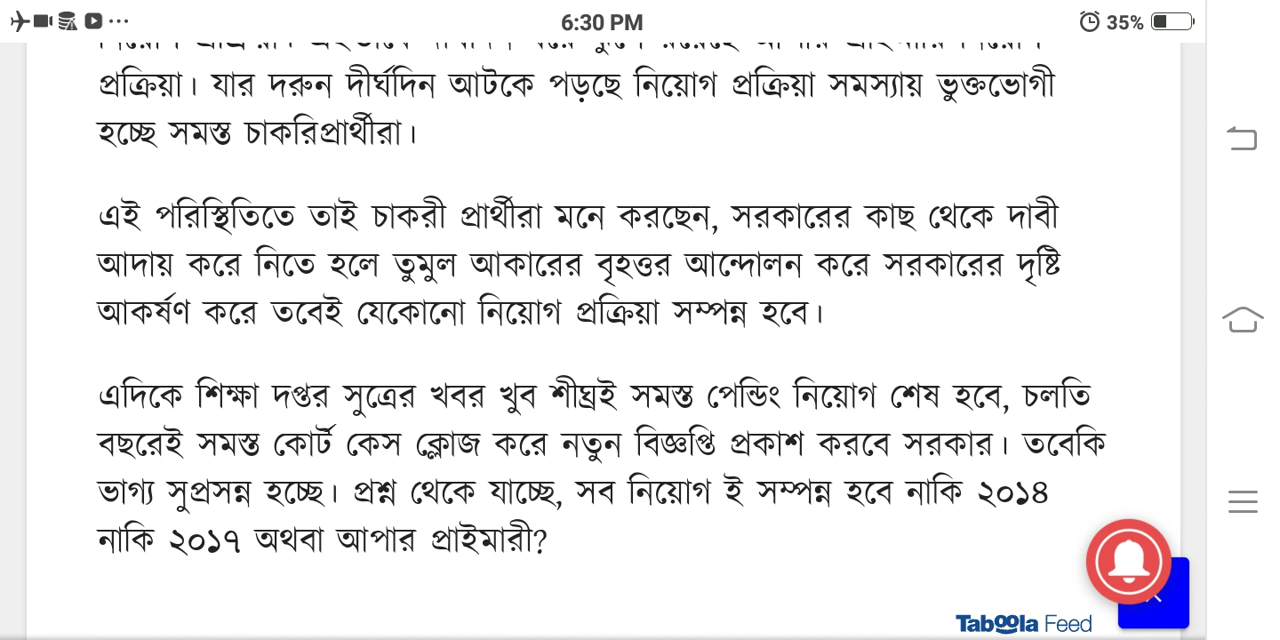 6:30 PM
35%
প্রক্রিয়া। যার দরুন দীর্ঘদিন আটকে পড়ছে নিয়োগ প্রক্রিয়া সমস্যায় ভুক্তভোগী
হচ্ছে সমস্ত চাকরিপ্রার্থীরা।
এই পরিস্থিতিতে তাই চাকরী প্রার্থীরা মনে করছেন, সরকারের কাছ থেকে দাবী
আদায় করে নিতে হলে তুমুল আকারের বৃহত্তর আন্দোলন করে সরকারের দৃষ্টি
আকর্ষণ করে তবেই যেকোনো নিয়োগ প্রক্রিয়া সম্পন্ন হবে।
এদিকে শিক্ষা দপ্তর সুত্রের খবর খুব শীঘ্রই সমস্ত পেন্ডিং নিয়োগ শেষ হবে, চলতি
বছরেই সমস্ত কোর্ট কেস ক্লোজ করে নতুন বিজ্ঞপ্তি প্রকাশ করবে সরকার। তবেকি
ভাগ্য সুপ্রসন্ন হচ্ছে। প্রশ্ন থেকে যাচ্ছে, সব নিয়োগ ই সম্পন্ন হবে নাকি ২০১৪
নাকি ২০১৭ অথবা আপার প্রাইমারী?
Taboola Feed